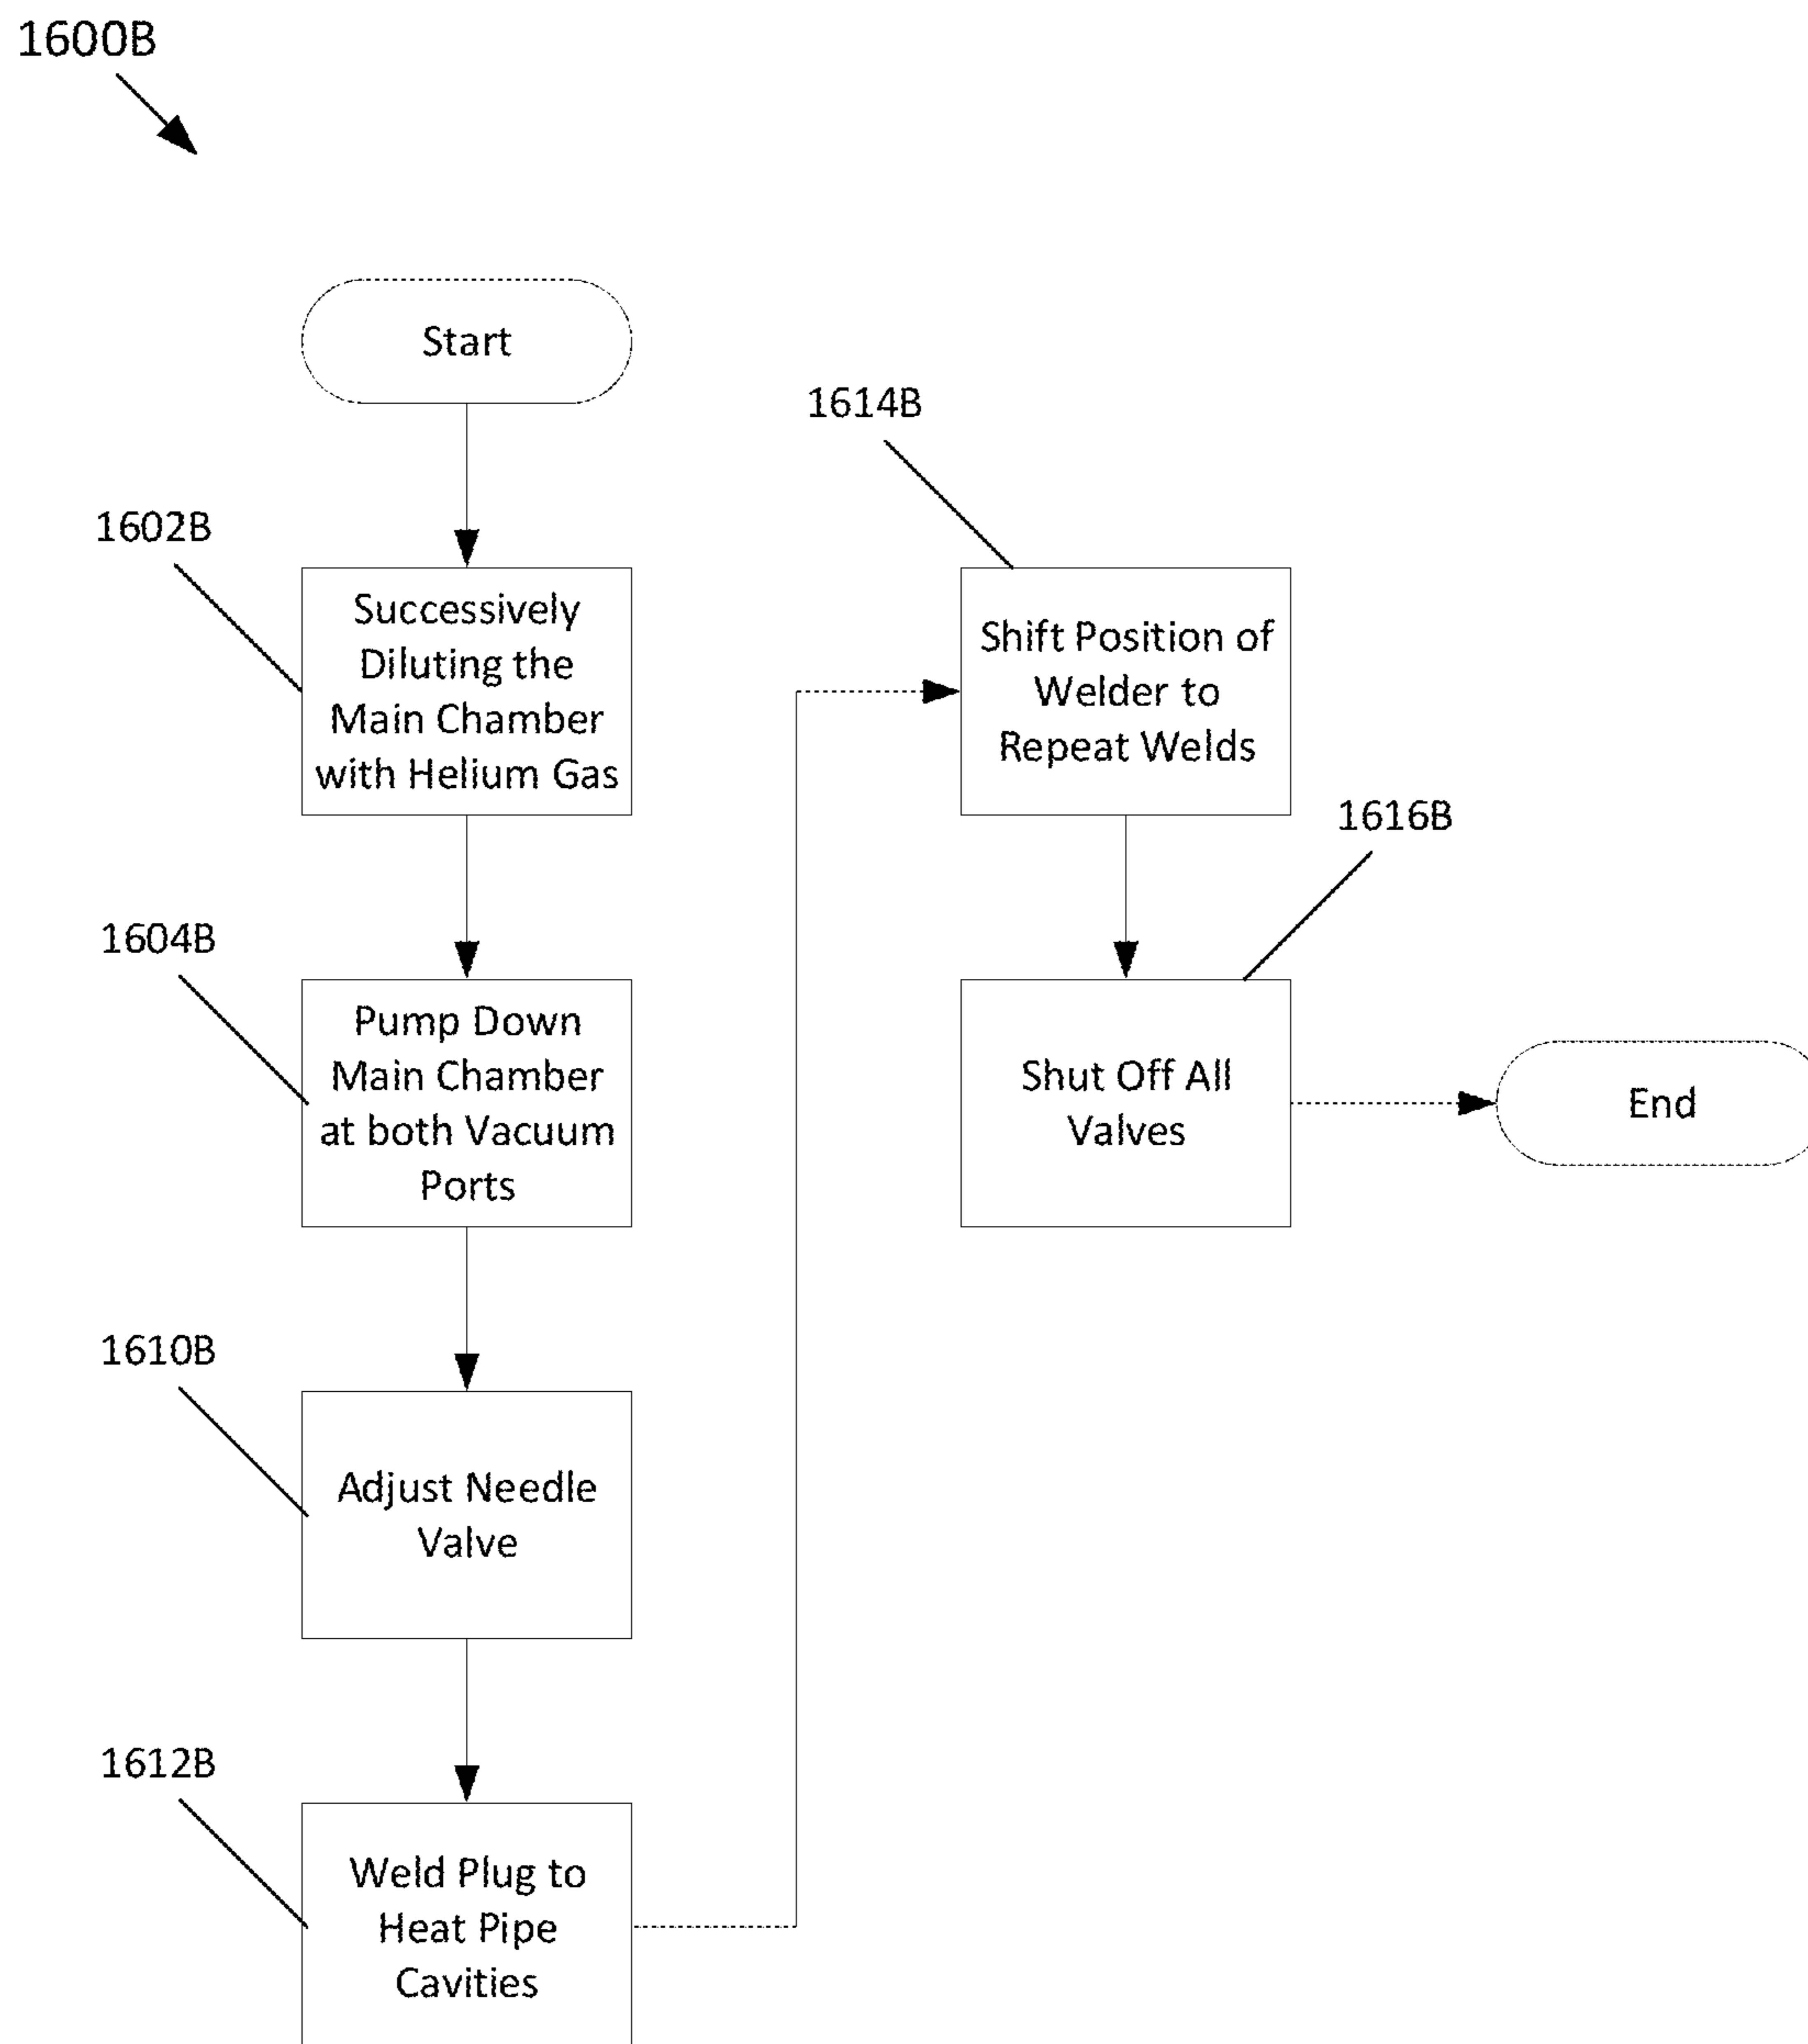 1600B
Start
1602B
Successively
Diluting the
Main Chamber
with Helium Gas
1604B
Pump Down
Main Chamber
at both Vacuum
Ports
1610B
Adjust Needle
Valve
1612B
Weld Plug to
Heat Pipe
Cavities
1614B
Shift Position of
Welder to
Repeat Welds
1616B
Shut Off All
Valves
End